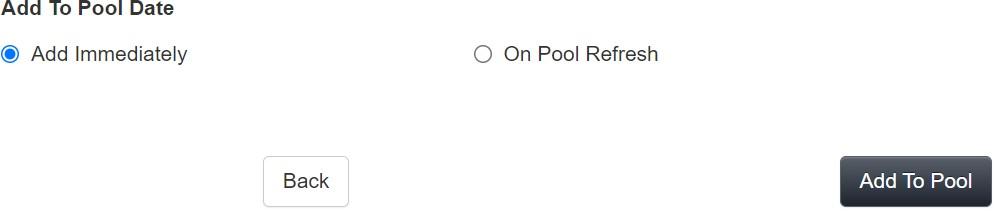 Add To Pool Date
Add Immediately
On Pool Refresh
Back
Add To Pool